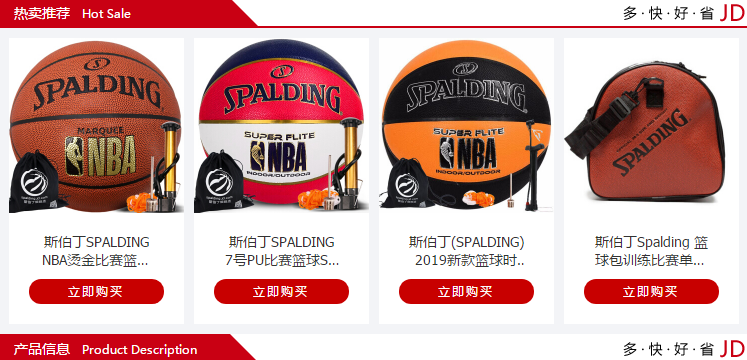 热卖推荐 Hot Sale
多·快·好·省 JD
SPALDING
MARQUEE
NBA
SPALDING
SUPER FLITE
NBA
INDOOR/OUTDOOR
SPALDING
SUPER FLITE
NBA
INDOOR/OUTDOOR
SPALDING
斯伯丁SPALDING
NBA烫金比赛篮...
立即购买
斯伯丁SPALDING
7号PU比赛篮球S...
立即购买
斯伯丁(SPALDING)
2019新款篮球时..
立即购买
斯伯丁Spalding 篮
球包训练比赛单...
立即购买
产品信息 Product Description
多·快·好·省 JD